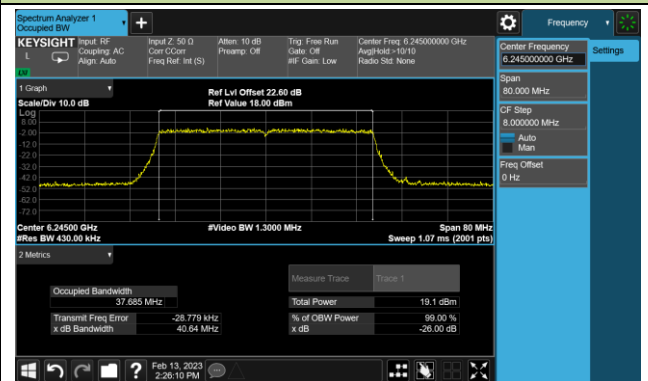 Spectrum Analyzer 1
Occupied BW
Frequency
KEYSIGHT
L
Input: RF
Coupling: AC
Align: Auto
Input Z: 50 Ω
Corr CCorr
Freq Ref: Int (S)
Atten: 10 dB
Preamp: Off
Trig: Free Run
Gate: Off
#IF Gain: Low
Center Freq: 6.245000000 GHz
Avg|Hold:>10/10
Radio Std: None
Center Frequency
6.245000000 GHz
Settings
Span
80.000 MHz
CF Step
8.000000 MHz
Auto
Man
Freq Offset
0 Hz
1 Graph
Scale/Div 10.0 dB
Ref Lvl Offset 22.60 dB
Ref Value 18.00 dBm
Log
8.00
-2.00
-12.0
-22.0
-32.0
-42.0
-52.0
-62.0
-72.0
Center 6.24500 GHz
#Res BW 430.00 kHz
#Video BW 1.3000 MHz
Span 80 MHz
Sweep 1.07 ms (2001 pts)
2 Metrics
Measure Trace
Trace 1
Occupied Bandwidth
37.685 MHz
Total Power
19.1 dBm
Transmit Freq Error
-28.779 kHz
% of OBW Power
99.00 %
x dB Bandwidth
40.64 MHz
x dB
-26.00 dB
Feb 13, 2023
2:26:10 PM